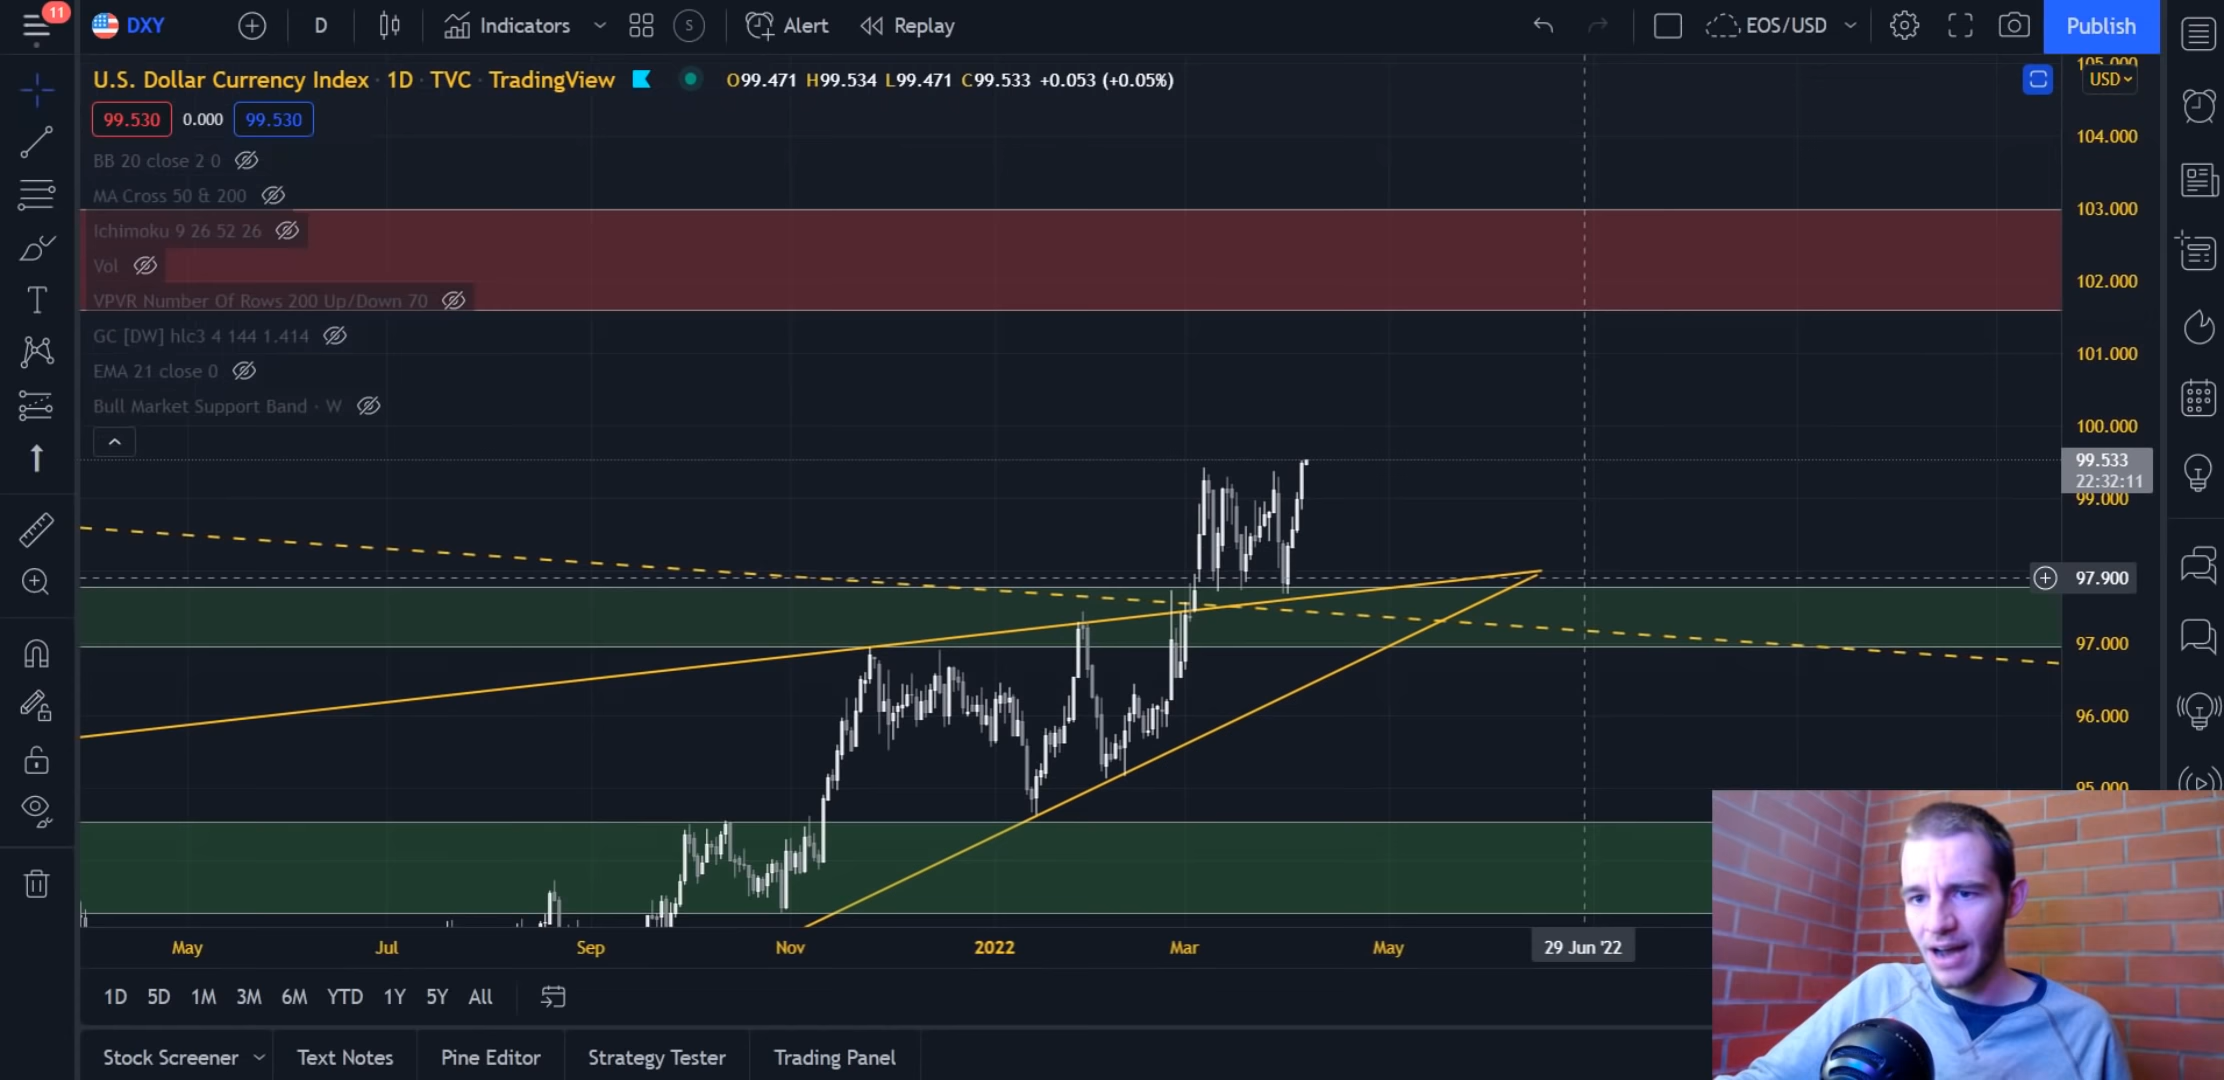 11
DXY
D
Indicators
S
Alert
Replay
EOS/USD
Publish
U.S. Dollar Currency Index · 1D · TVC · TradingView
O99.471 H99.534 L99.471 C99.533 +0.053 (+0.05%)
105.000
USD
99.530 0.000 99.530
BB 20 close 2 0
MA Cross 50 & 200
Ichimoku 9 26 52 26
Vol
VPVR Number Of Rows 200 Up/Down 70
GC [DW] hlc3 4 144 1.414
EMA 21 close 0
Bull Market Support Band · W
104.000
103.000
102.000
101.000
100.000
99.533
22:32:11
99.000
97.900
97.000
96.000
95.000
May Jul Sep Nov 2022 Mar May 29 Jun '22
1D 5D 1M 3M 6M YTD 1Y 5Y All
Stock Screener Text Notes Pine Editor Strategy Tester Trading Panel